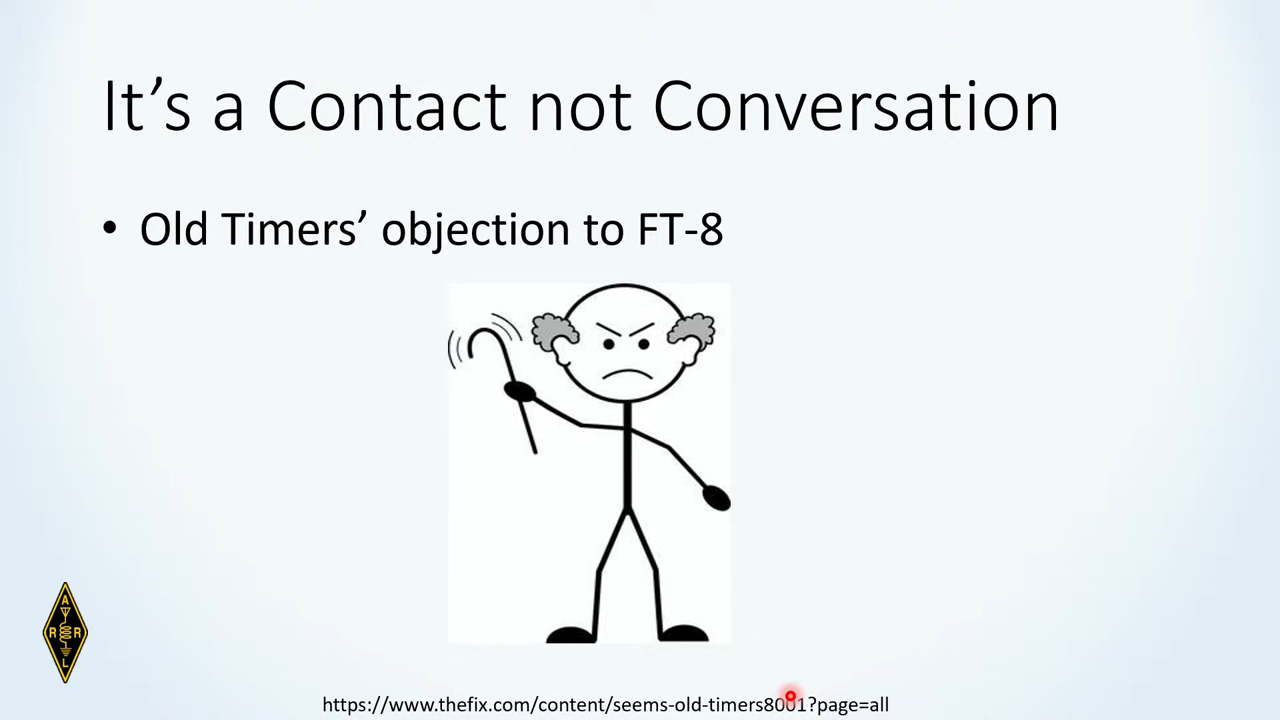 It's a Contact not Conversation
• Old Timers' objection to FT-8
A
R R
L
https://www.thefix.com/content/seems-old-timers8001?page=all